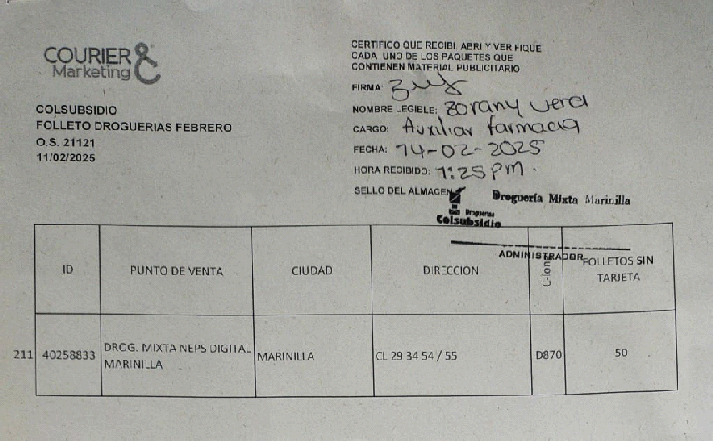 COURIER &
Marketing
COLSUBSIDIO
FOLLETO DROGUERIAS FEBRERO
O.S. 21121
11/02/2025
CERTIFICO QUE RECIBI, ABRI Y VERIFIQUE
CADA UNO DE LOS PAQUETES QUE
CONTIENEN MATERIAL PUBLICITARIO
FIRMA:
NOMBRE LEGIBLE: Zorany Vera
CARGO: Auxiliar farmacia
FECHA: 14-02-2025
HORA RECIBIDO: 1:25 PM.
SELLO DEL ALMACEN
Droguería Mixta Marinilla
Droguerías
Colsubsidio
ADMINISTRADOR
ID PUNTO DE VENTA CIUDAD DIRECCION FOLLETOS SIN TARJETA
211 40258833 DROG. MIXTA NEPS DIGITAL MARINILLA MARINILLA CL 29 34 54 / 55 D870 50